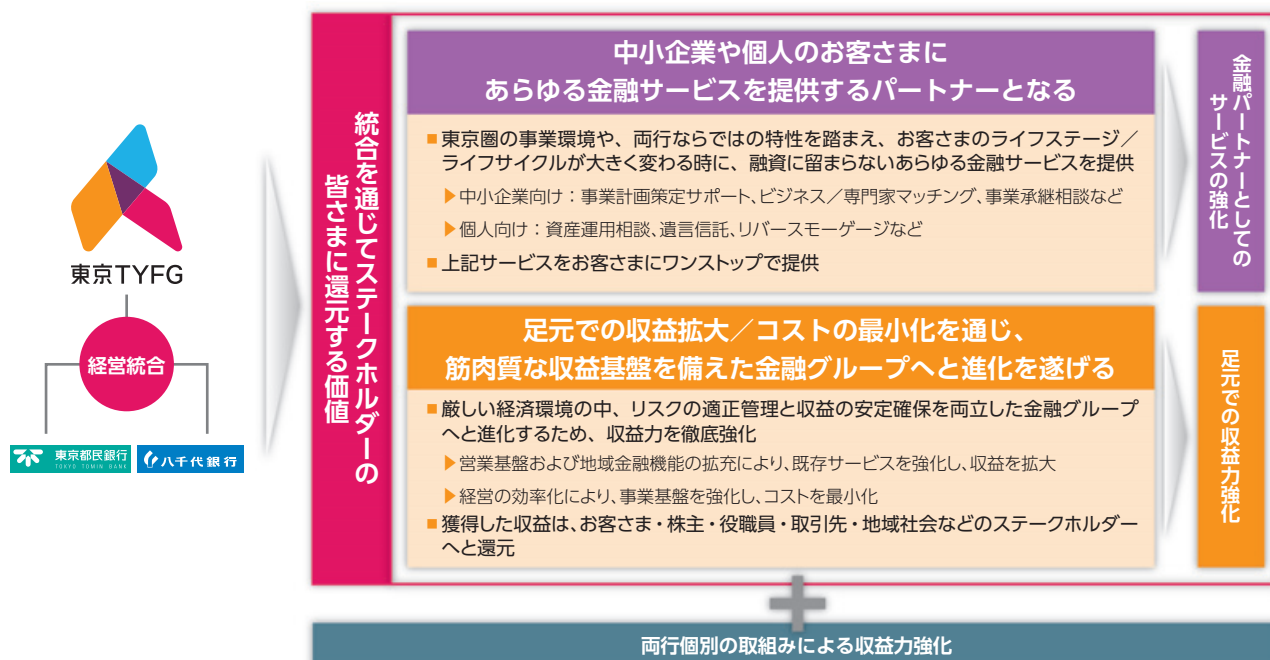 東京TYFG
経営統合
東京都民銀行
TOKYO TOMIN BANK
八千代銀行
統合を通じてステークホルダーの
皆さまに還元する価値
中小企業や個人のお客さまに
あらゆる金融サービスを提供するパートナーとなる
■東京圏の事業環境や、両行ならではの特性を踏まえ、お客さまのライフステージ／
ライフサイクルが大きく変わる時に、融資に留まらないあらゆる金融サービスを提供
▶中小企業向け：事業計画策定サポート、ビジネス／専門家マッチング、事業承継相談など
▶個人向け：資産運用相談、遺言信託、リバースモーゲージなど
■上記サービスをお客さまにワンストップで提供
金融パートナーとしての
サービスの強化
足元での収益拡大／コストの最小化を通じ、
筋肉質な収益基盤を備えた金融グループへと進化を遂げる
■厳しい経済環境の中、リスクの適正管理と収益の安定確保を両立した金融グループ
へと進化するため、収益力を徹底強化
▶営業基盤および地域金融機能の拡充により、既存サービスを強化し、収益を拡大
▶経営の効率化により、事業基盤を強化し、コストを最小化
■獲得した収益は、お客さま・株主・役職員・取引先・地域社会などのステークホルダー
へと還元
足元での収益力強化
両行個別の取組みによる収益力強化